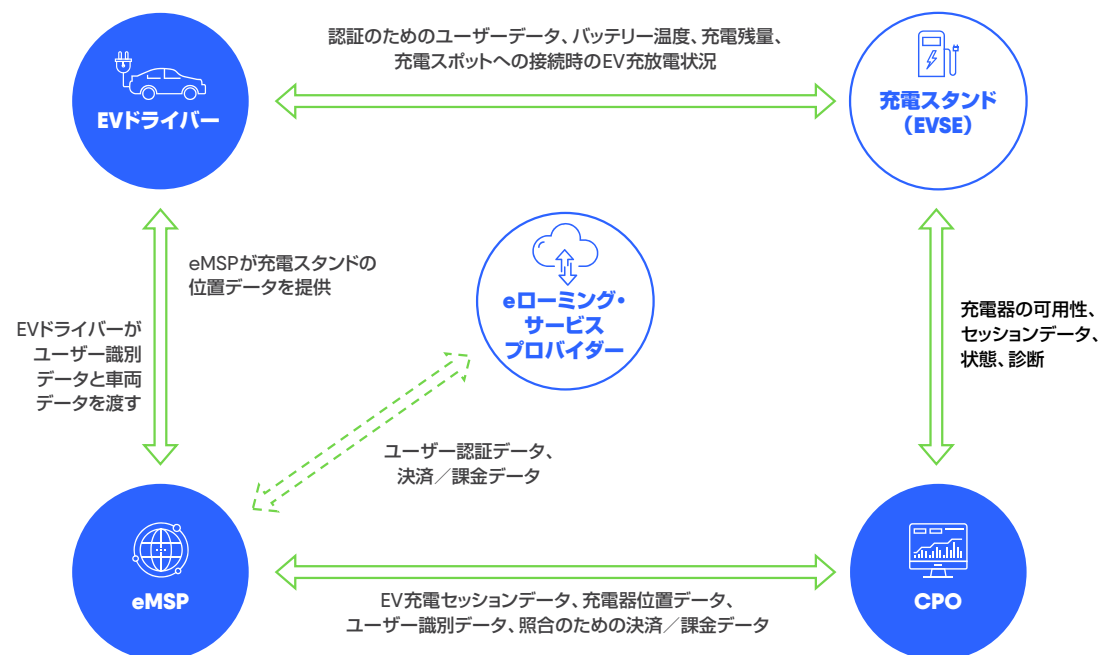 認証のためのユーザーデータ、バッテリー温度、充電残量、
充電スポットへの接続時のEV充放電状況
EVドライバー
充電スタンド
（EVSE）
eMSPが充電スタンドの
位置データを提供
EVドライバーが
ユーザー識別
データと車両
データを渡す
eローミング・
サービス
プロバイダー
充電器の可用性、
セッションデータ、
状態、診断
ユーザー認証データ、
決済／課金データ
eMSP
CPO
EV充電セッションデータ、充電器位置データ、
ユーザー識別データ、照合のための決済／課金データ